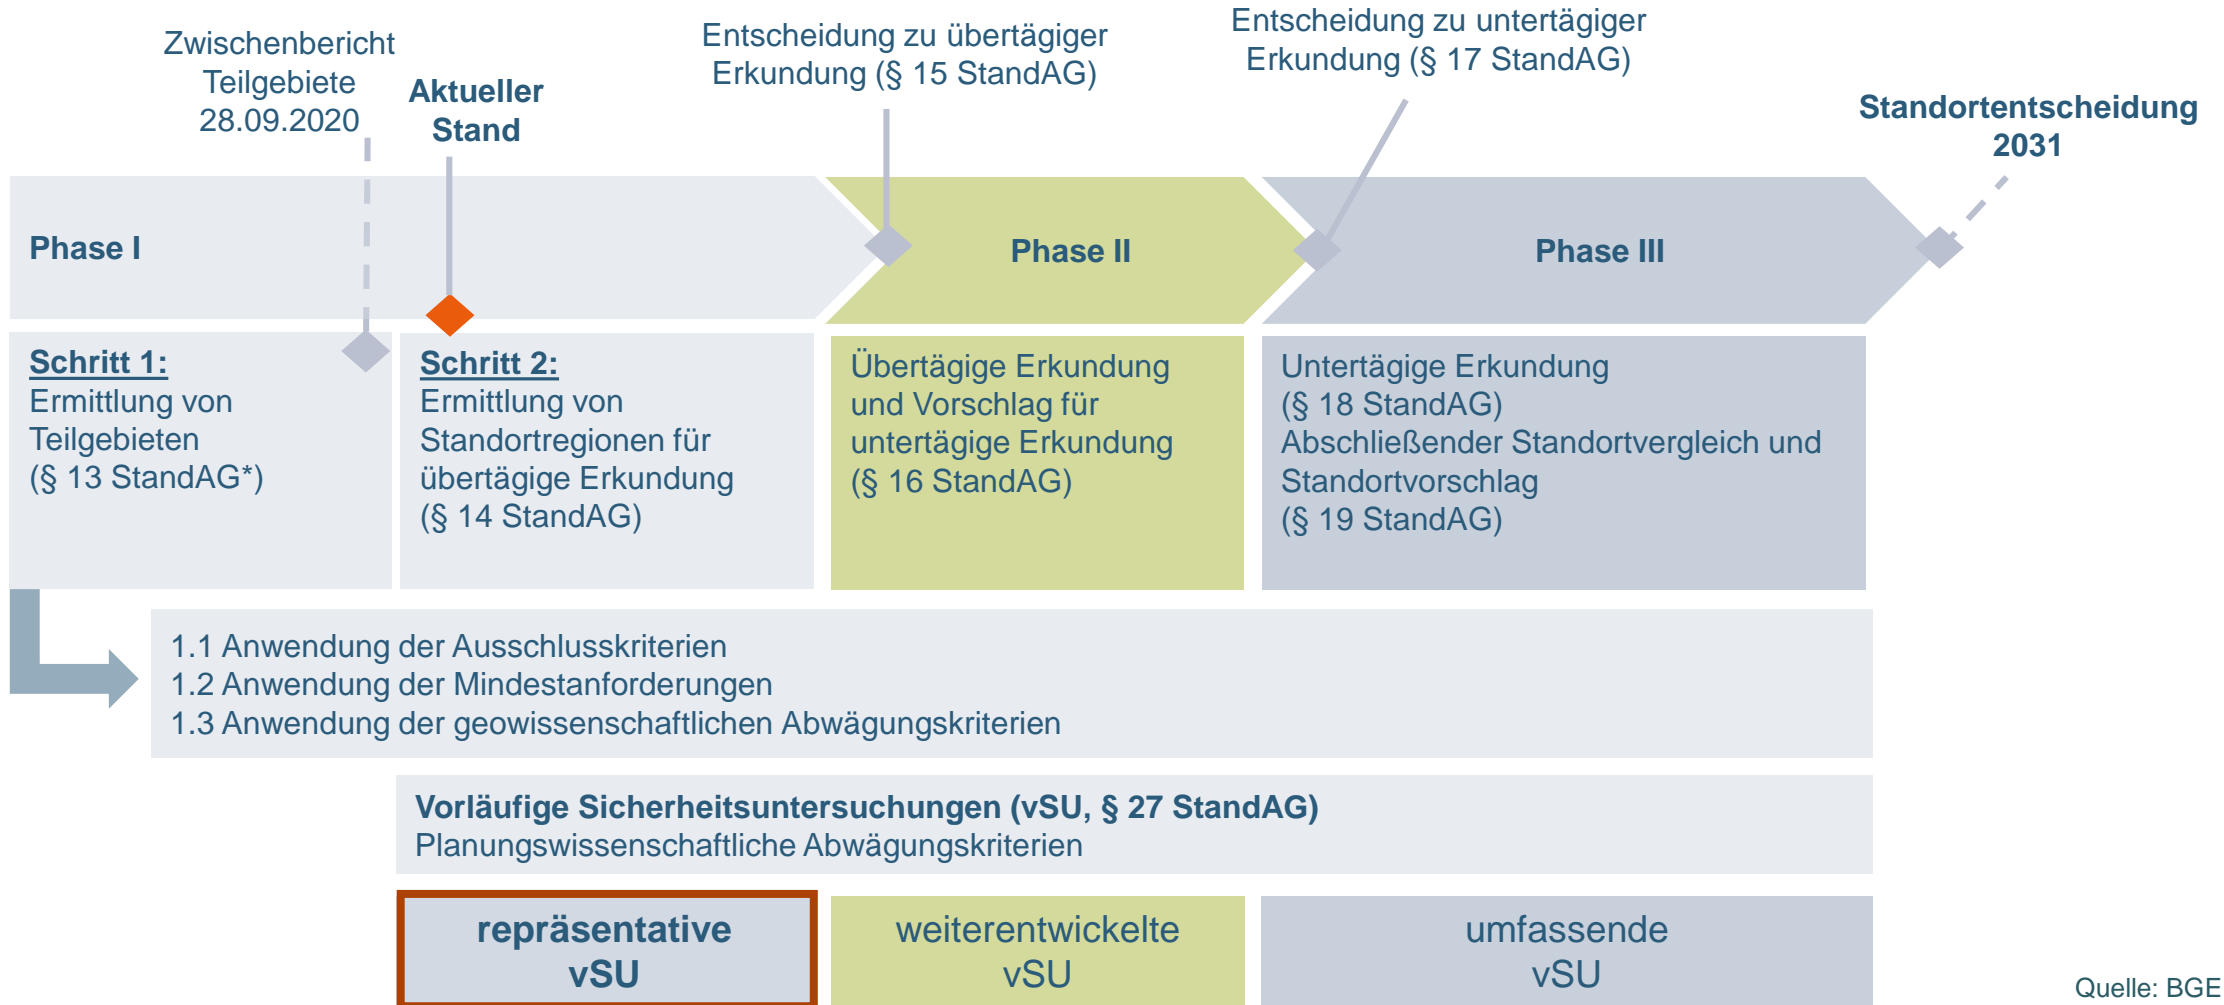 Zwischenbericht
Teilgebiete
28.09.2020
Aktueller
Stand
Entscheidung zu übertägiger
Erkundung (§ 15 StandAG)
Entscheidung zu untertägiger
Erkundung (§ 17 StandAG)
Standortentscheidung
2031
Phase I
Phase II
Phase III
Schritt 1:
Ermittlung von
Teilgebieten
(§ 13 StandAG*)
Schritt 2:
Ermittlung von
Standortregionen für
übertägige Erkundung
(§ 14 StandAG)
Übertägige Erkundung
und Vorschlag für
untertägige Erkundung
(§ 16 StandAG)
Untertägige Erkundung
(§ 18 StandAG)
Abschließender Standortvergleich und
Standortvorschlag
(§ 19 StandAG)
1.1 Anwendung der Ausschlusskriterien
1.2 Anwendung der Mindestanforderungen
1.3 Anwendung der geowissenschaftlichen Abwägungskriterien
Vorläufige Sicherheitsuntersuchungen (vSU, § 27 StandAG)
Planungswissenschaftliche Abwägungskriterien
repräsentative
vSU
weiterentwickelte
vSU
umfassende
vSU
Quelle: BGE